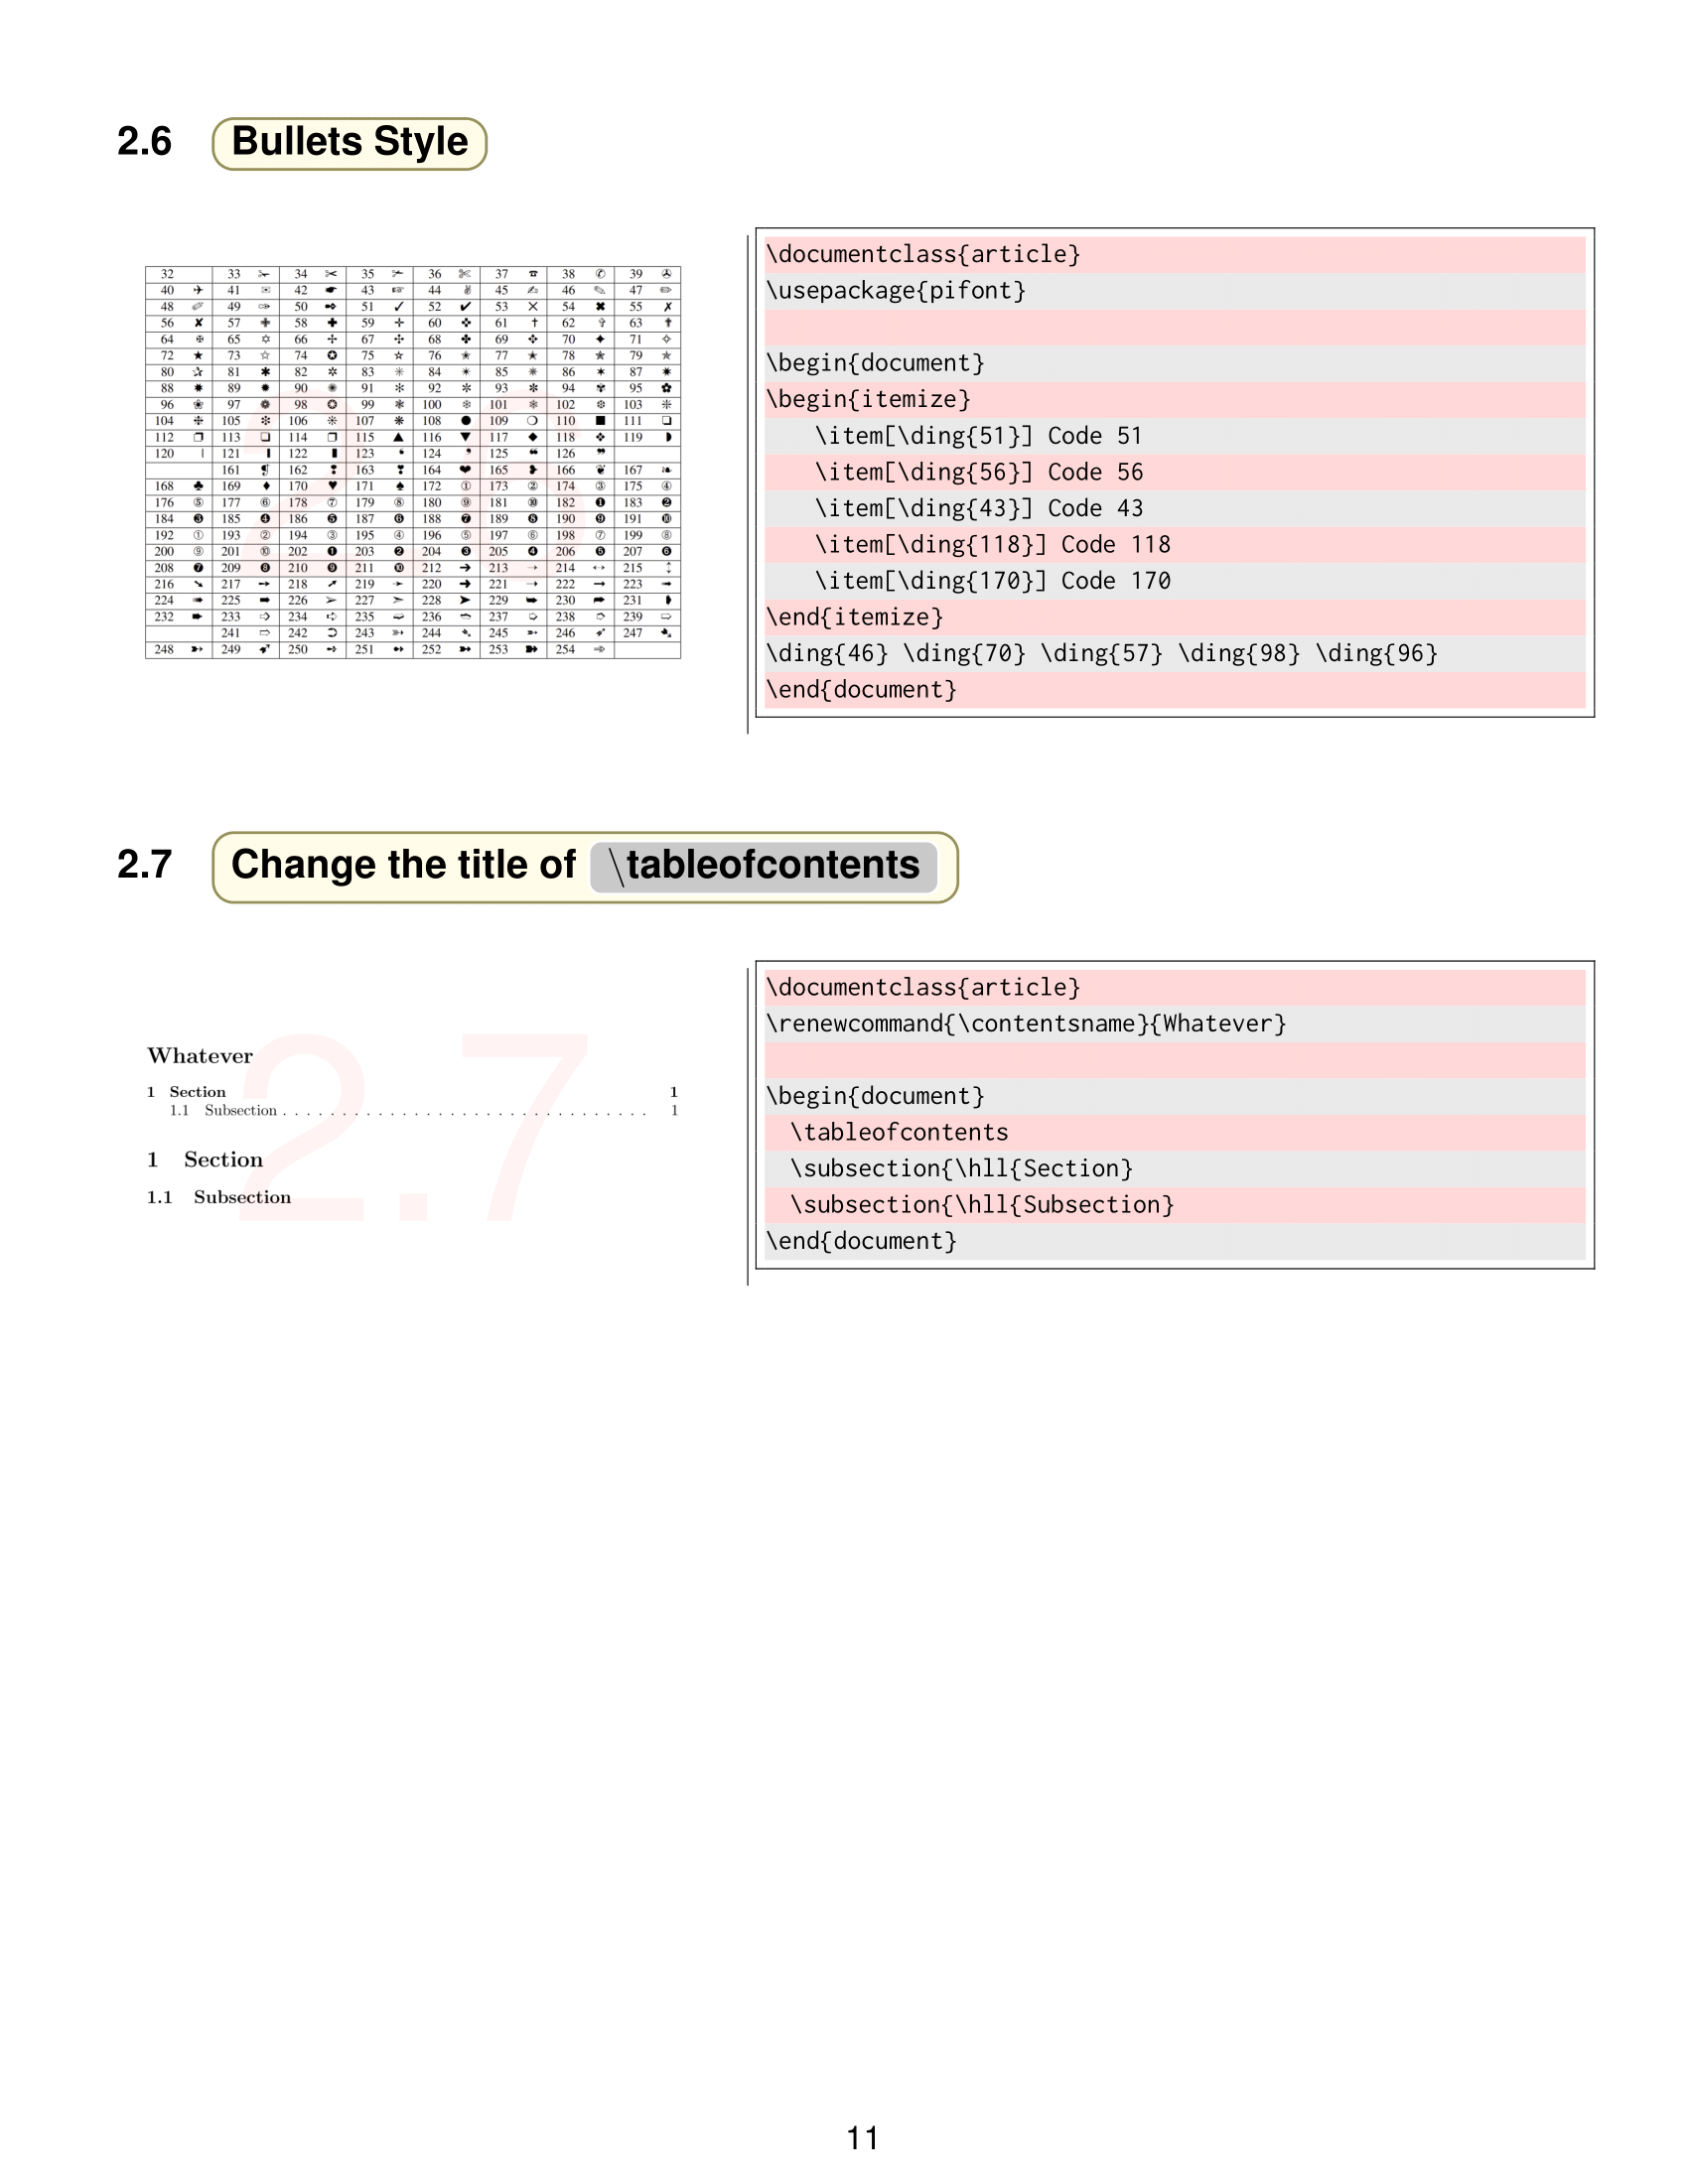 2.6 Bullets Style
32 33 ✁ 34 ✂ 35 ✃ 36 ✄ 37 ☎ 38 ✆ 39 ✇
40 ✈ 41 ✉ 42 ☛ 43 ☞ 44 ✌ 45 ✍ 46 ✎ 47 ✏
48 ✐ 49 ✑ 50 ✒ 51 ✓ 52 ✔ 53 ✕ 54 ✖ 55 ✗
56 ✘ 57 ✙ 58 ✚ 59 ✛ 60 ✜ 61 ✝ 62 ✞ 63 ✟
64 ✠ 65 ✡ 66 ✢ 67 ✣ 68 ✤ 69 ✥ 70 ✦ 71 ✧
72 ★ 73 ✩ 74 ✪ 75 ✫ 76 ✬ 77 ✭ 78 ✮ 79 ✯
80 ✰ 81 ✱ 82 ✲ 83 ✳ 84 ✴ 85 ✵ 86 ✶ 87 ✷
88 ✸ 89 ✹ 90 ✺ 91 ✻ 92 ✼ 93 ✽ 94 ✾ 95 ✿
96 ❀ 97 ❁ 98 ❂ 99 ❃ 100 ❄ 101 ❅ 102 ❆ 103 ❇
104 ❈ 105 ❉ 106 ❊ 107 ❋ 108 ● 109 ❍ 110 ■ 111 ❏
112 ❐ 113 ❑ 114 ❒ 115 ▲ 116 ▼ 117 ◆ 118 ❖ 119 ◗
120 ❘ 121 ❙ 122 ❚ 123 ❛ 124 ❜ 125 ❝ 126 ❞
161 ❡ 162 ❢ 163 ❣ 164 ❤ 165 ❥ 166 ❦ 167 ❧
168 ♣ 169 ♦ 170 ♥ 171 ♠ 172 ① 173 ② 174 ③ 175 ④
176 ⑤ 177 ⑥ 178 ⑦ 179 ⑧ 180 ⑨ 181 ⑩ 182 ❶ 183 ❷
184 ❸ 185 ❹ 186 ❺ 187 ❻ 188 ❼ 189 ❽ 190 ❾ 191 ❿
192 ➀ 193 ➁ 194 ➂ 195 ➃ 196 ➄ 197 ➅ 198 ➆ 199 ➇
200 ➈ 201 ➉ 202 ➊ 203 ➋ 204 ➌ 205 ➍ 206 ➎ 207 ➏
208 ➐ 209 ➑ 210 ➒ 211 ➓ 212 ➔ 213 → 214 ↔ 215 ↕
216 ➘ 217 ➙ 218 ➚ 219 ➛ 220 ➜ 221 ➝ 222 ➞ 223 ➟
224 ➠ 225 ➡ 226 ➢ 227 ➣ 228 ➤ 229 ➥ 230 ➦ 231 ➧
232 ➨ 233 ➩ 234 ➪ 235 ➫ 236 ➬ 237 ➭ 238 ➮ 239 ➯
241 ➱ 242 ➲ 243 ➳ 244 ➴ 245 ➵ 246 ➶ 247 ➷
248 ➸ 249 ➹ 250 ➺ 251 ➻ 252 ➼ 253 ➽ 254 ➾
2.6
\documentclass{article}
\usepackage{pifont}
\begin{document}
\begin{itemize}
\item[\ding{51}] Code 51
\item[\ding{56}] Code 56
\item[\ding{43}] Code 43
\item[\ding{118}] Code 118
\item[\ding{170}] Code 170
\end{itemize}
\ding{46} \ding{70} \ding{57} \ding{98} \ding{96}
\end{document}
2.7 Change the title of \tableofcontents
2.7
Whatever
1 Section 1
1.1 Subsection . . . . . . . . . . . . . . . . . . . . . . . . . . . . . . . 1
1 Section
1.1 Subsection
\documentclass{article}
\renewcommand{\contentsname}{Whatever}
\begin{document}
\tableofcontents
\subsection{\hll{Section}
\subsection{\hll{Subsection}
\end{document}
11